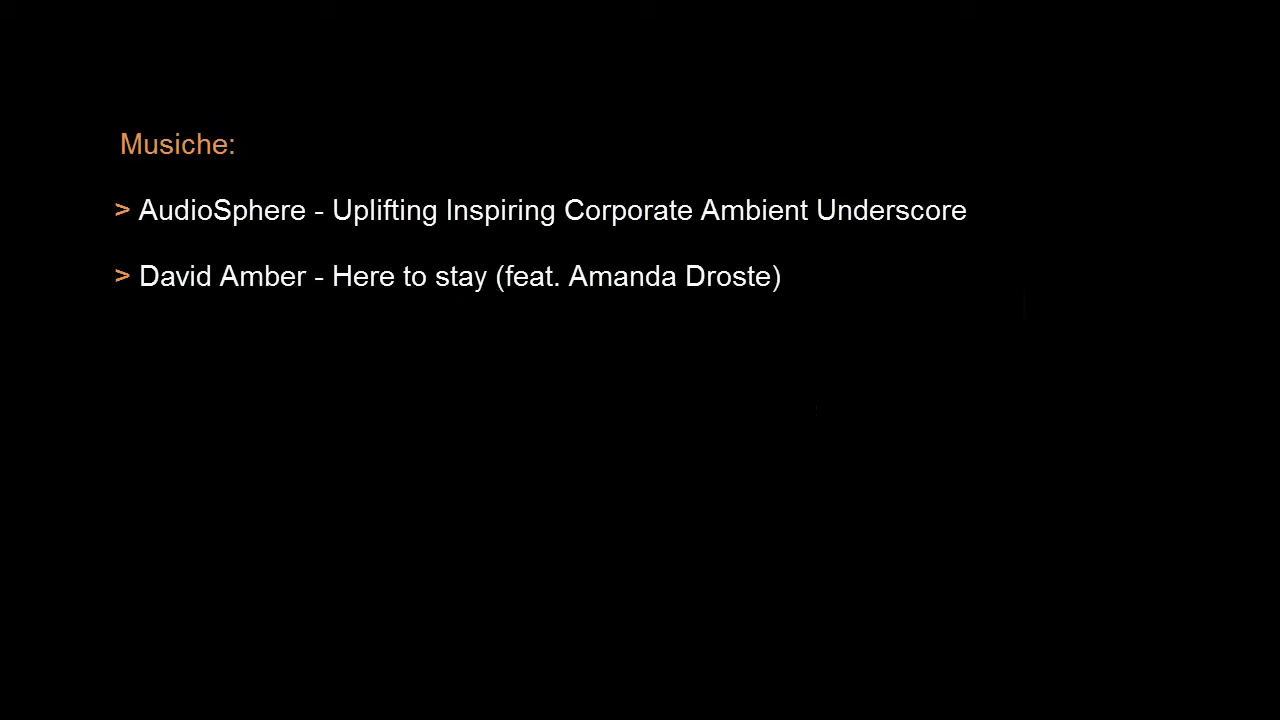 Musiche:
> AudioSphere - Uplifting Inspiring Corporate Ambient Underscore
> David Amber - Here to stay (feat. Amanda Droste)